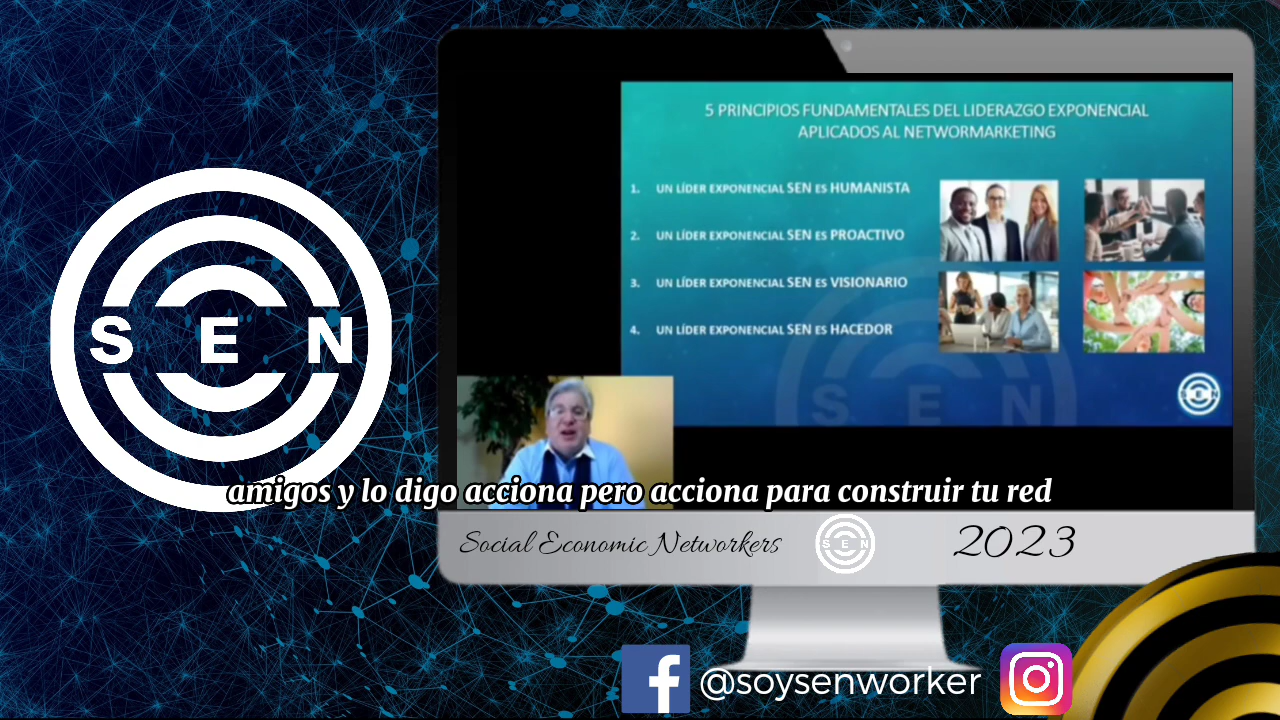 S E N
5 PRINCIPIOS FUNDAMENTALES DEL LIDERAZGO EXPONENCIAL
APLICADOS AL NETWORMARKETING
1. UN LÍDER EXPONENCIAL SEN ES HUMANISTA
2. UN LÍDER EXPONENCIAL SEN ES PROACTIVO
3. UN LÍDER EXPONENCIAL SEN ES VISIONARIO
4. UN LÍDER EXPONENCIAL SEN ES HACEDOR
S E N
SEN
amigos y lo digo acciona pero acciona para construir tu red
Social Economic Networkers
SEN
2023
@soysenworker